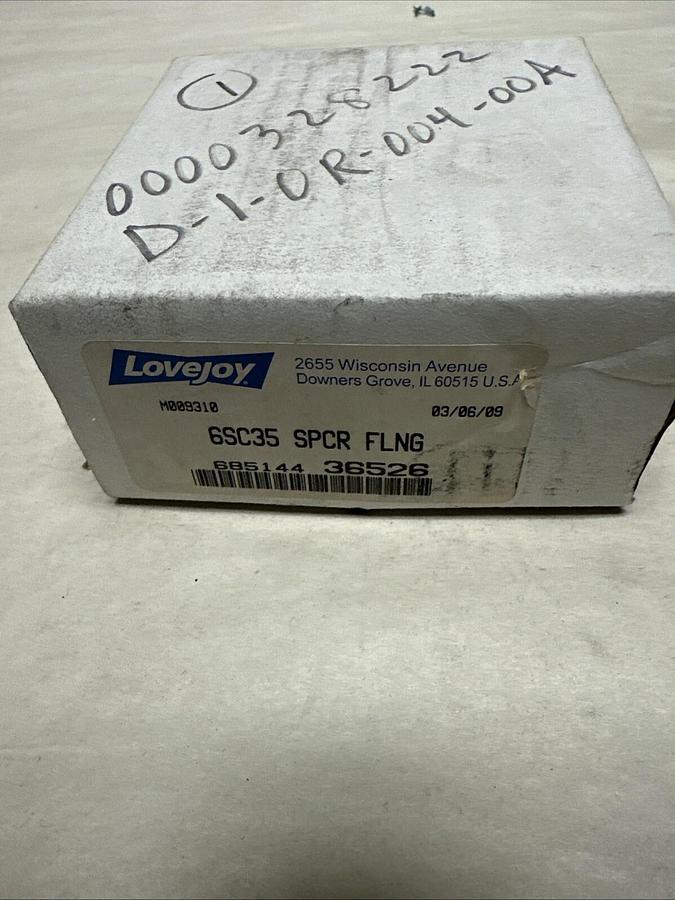 1
0000328222
D-1-0R-004-00A
Lovejoy
2655 Wisconsin Avenue
Downers Grove, IL 60515 U.S.A
M009310 03/06/09
6SC35 SPCR FLNG
685144 36526